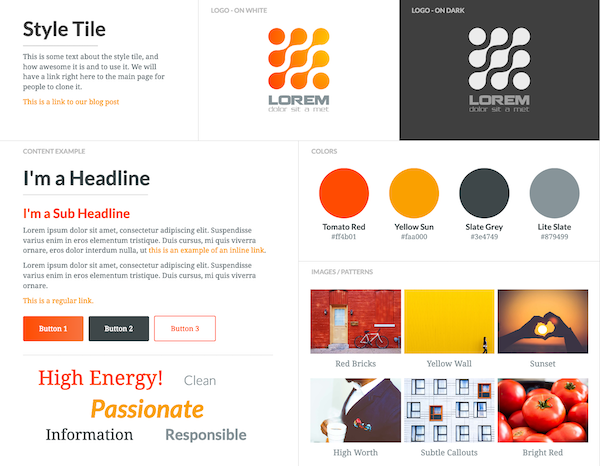 Style Tile
This is some text about the style tile, and
how awesome it is and to use it. We will
have a link right here to the main page for
people to clone it.
This is a link to our blog post
LOGO - ON WHITE
LOREM
dolor sit a met
LOGO - ON DARK
LOREM
dolor sit a met
CONTENT EXAMPLE
I'm a Headline
I'm a Sub Headline
Lorem ipsum dolor sit amet, consectetur adipiscing elit. Suspendisse
varius enim in eros elementum tristique. Duis cursus, mi quis viverra
ornare, eros dolor interdum nulla, ut this is an example of an inline link.
Lorem ipsum dolor sit amet, consectetur adipiscing elit. Suspendisse
varius enim in eros elementum tristique. Duis cursus, mi quis viverra
ornare.
This is a regular link.
Button 1
Button 2
Button 3
High Energy!
Clean
Passionate
Information
Responsible
COLORS
Tomato Red
#ff4b01
Yellow Sun
#faa000
Slate Grey
#3e4749
Lite Slate
#879499
IMAGES / PATTERNS
Red Bricks
Yellow Wall
Sunset
High Worth
Subtle Callouts
Bright Red